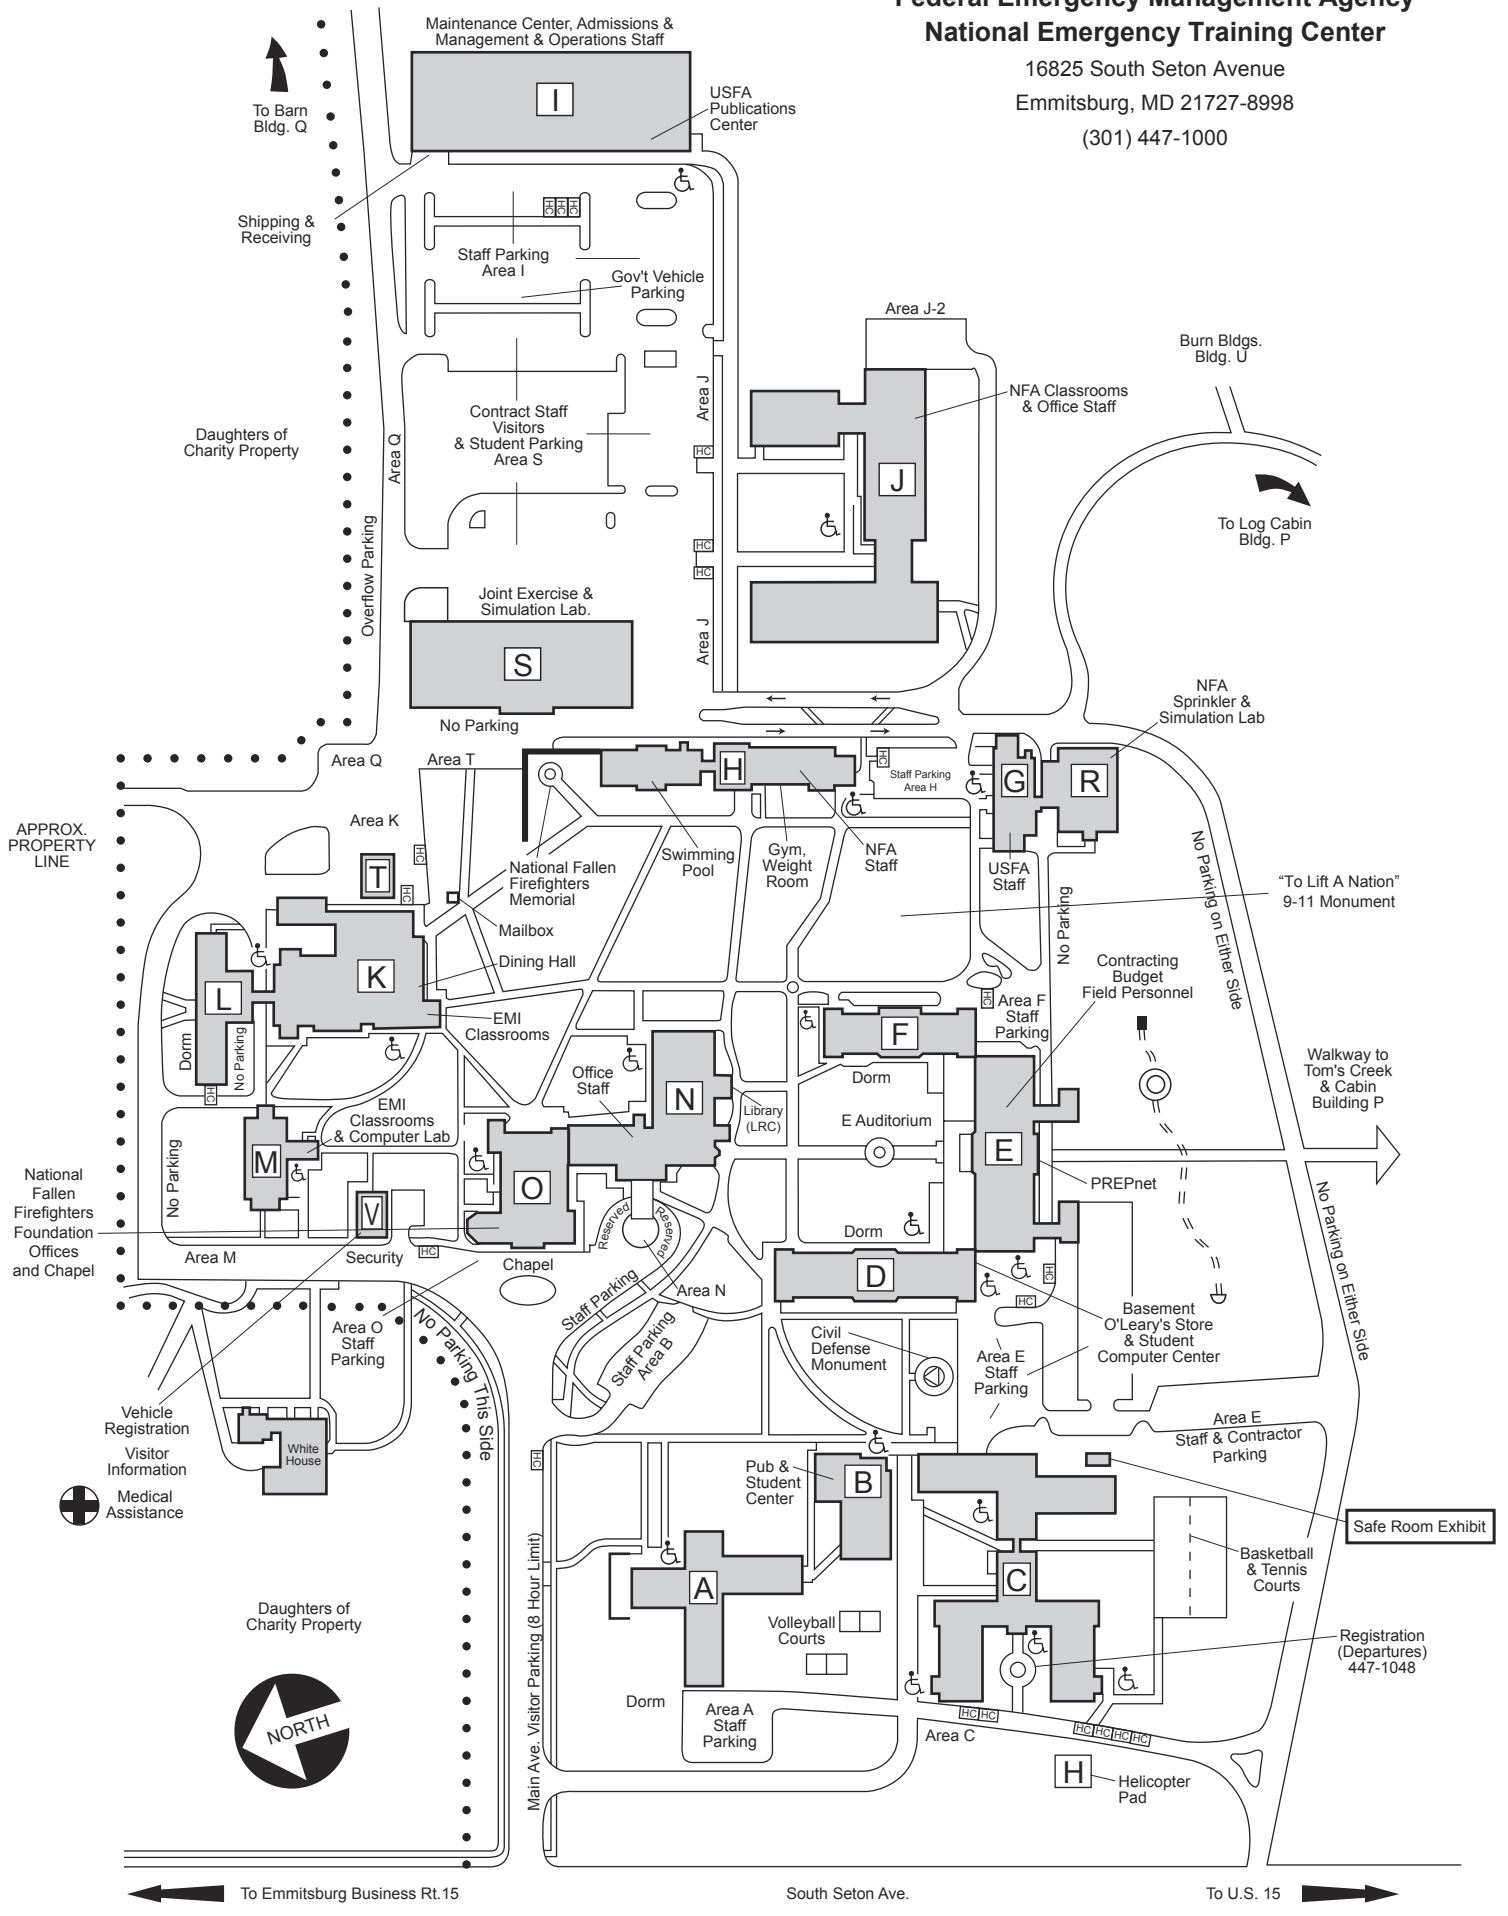 Federal Emergency Management Agency
National Emergency Training Center
16825 South Seton Avenue
Emmitsburg, MD 21727-8998
(301) 447-1000
Maintenance Center, Admissions &
Management & Operations Staff
I
USFA
Publications
Center
To Barn
Bldg. Q
Shipping &
Receiving
HC
HC
HC
Staff Parking
Area I
Gov't Vehicle
Parking
Area J-2
Burn Bldgs.
Bldg. U
NFA Classrooms
& Office Staff
Area J
Contract Staff
Visitors
& Student Parking
Area S
Daughters of
Charity Property
Area Q
HC
J
To Log Cabin
Bldg. P
Overflow Parking
HC
HC
Joint Exercise &
Simulation Lab.
Area J
S
No Parking
NFA
Sprinkler &
Simulation Lab
Area Q
Area T
H
HC
Staff Parking
Area H
G
R
APPROX.
PROPERTY
LINE
Area K
HC
T
HC
National Fallen
Firefighters
Memorial
Swimming
Pool
Gym,
Weight
Room
NFA
Staff
USFA
Staff
No Parking
No Parking on Either Side
“To Lift A Nation”
9-11 Monument
Mailbox
Dining Hall
K
L
EMI
Classrooms
Dorm
No Parking
HC
HC
Area F
Staff
Parking
Contracting
Budget
Field Personnel
F
Dorm
Office
Staff
N
Library
(LRC)
E Auditorium
E
Walkway to
Tom's Creek
& Cabin
Building P
EMI
Classrooms
& Computer Lab
M
No Parking
National
Fallen
Firefighters
Foundation
Offices
and Chapel
V
O
PREPnet
Reserved
Reserved
Dorm
No Parking on Either Side
Area M
Security
HC
Chapel
Area N
D
HC
HC
Staff Parking
Staff Parking
Area B
Civil
Defense
Monument
Area E
Staff
Parking
Basement
O'Leary's Store
& Student
Computer Center
Area O
Staff
Parking
No Parking This Side
Vehicle
Registration
Visitor
Information
Medical
Assistance
White
House
Area E
Staff & Contractor
Parking
HC
Pub &
Student
Center
B
Safe Room Exhibit
Main Ave. Visitor Parking (8 Hour Limit)
A
C
Basketball
& Tennis
Courts
Daughters of
Charity Property
Volleyball
Courts
Registration
(Departures)
447-1048
Dorm
Area A
Staff
Parking
HC
HC
HC
HC
HC
HC
Area C
NORTH
H
Helicopter
Pad
To Emmitsburg Business Rt.15
South Seton Ave.
To U.S. 15